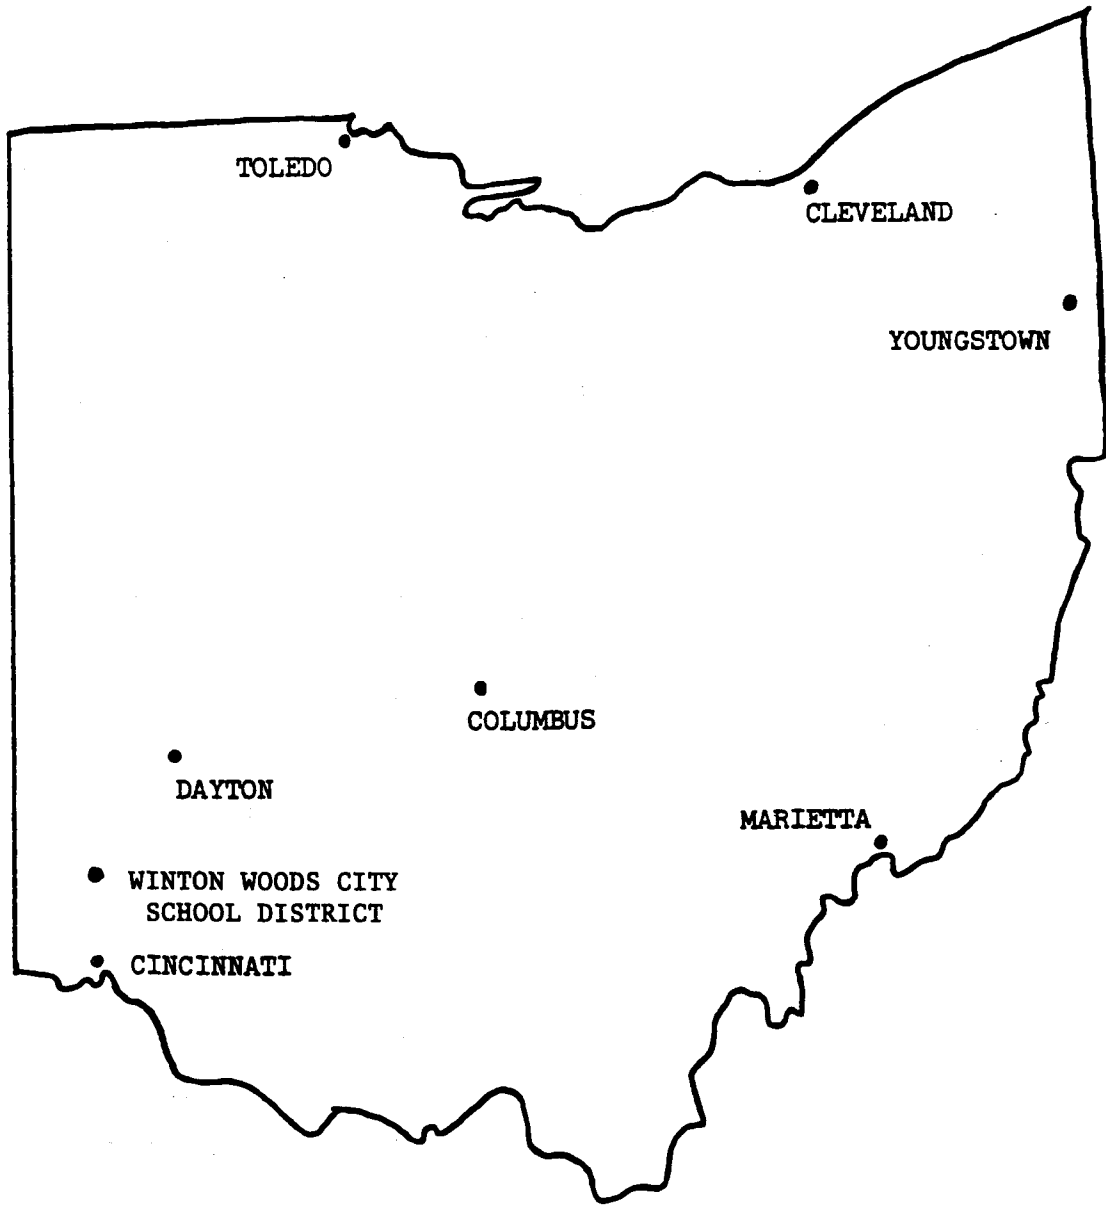 TOLEDO
CLEVELAND
YOUNGSTOWN
COLUMBUS
DAYTON
MARIETTA
WINTON WOODS CITY
SCHOOL DISTRICT
CINCINNATI